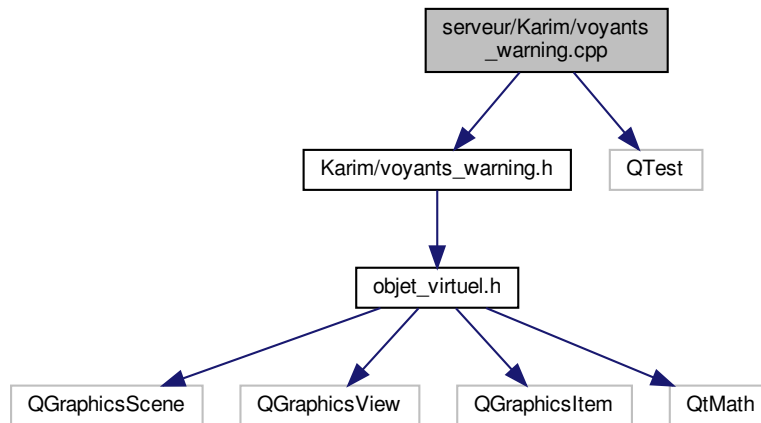 serveur/Karim/voyants
_warning.cpp
Karim/voyants_warning.h
QTest
objet_virtuel.h
QGraphicsScene
QGraphicsView
QGraphicsItem
QtMath